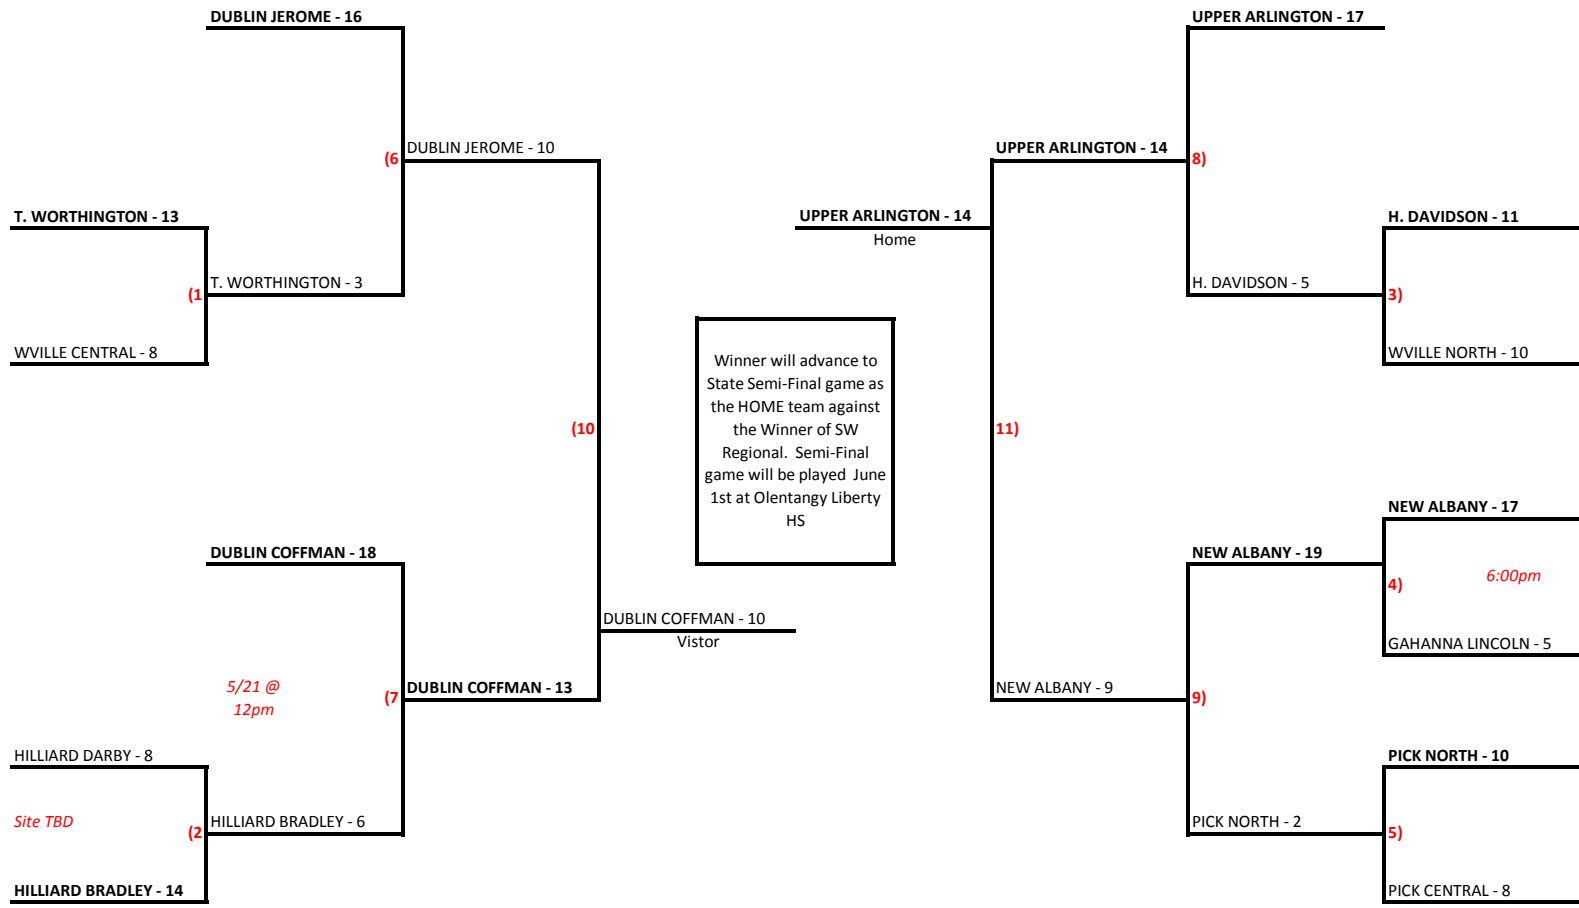 DUBLIN JEROME - 16
UPPER ARLINGTON - 17
(6
DUBLIN JEROME - 10
UPPER ARLINGTON - 14
8)
T. WORTHINGTON - 13
UPPER ARLINGTON - 14
Home
H. DAVIDSON - 11
(1
T. WORTHINGTON - 3
H. DAVIDSON - 5
3)
WVILLE CENTRAL - 8
WVILLE NORTH - 10
Winner will advance to
State Semi-Final game as
the HOME team against
the Winner of SW
Regional. Semi-Final
game will be played June
1st at Olentangy Liberty
HS
(10
11)
NEW ALBANY - 17
DUBLIN COFFMAN - 18
NEW ALBANY - 19
4)
6:00pm
DUBLIN COFFMAN - 10
Vistor
GAHANNA LINCOLN - 5
5/21 @
12pm
(7
DUBLIN COFFMAN - 13
NEW ALBANY - 9
9)
HILLIARD DARBY - 8
PICK NORTH - 10
Site TBD
(2
HILLIARD BRADLEY - 6
PICK NORTH - 2
5)
HILLIARD BRADLEY - 14
PICK CENTRAL - 8